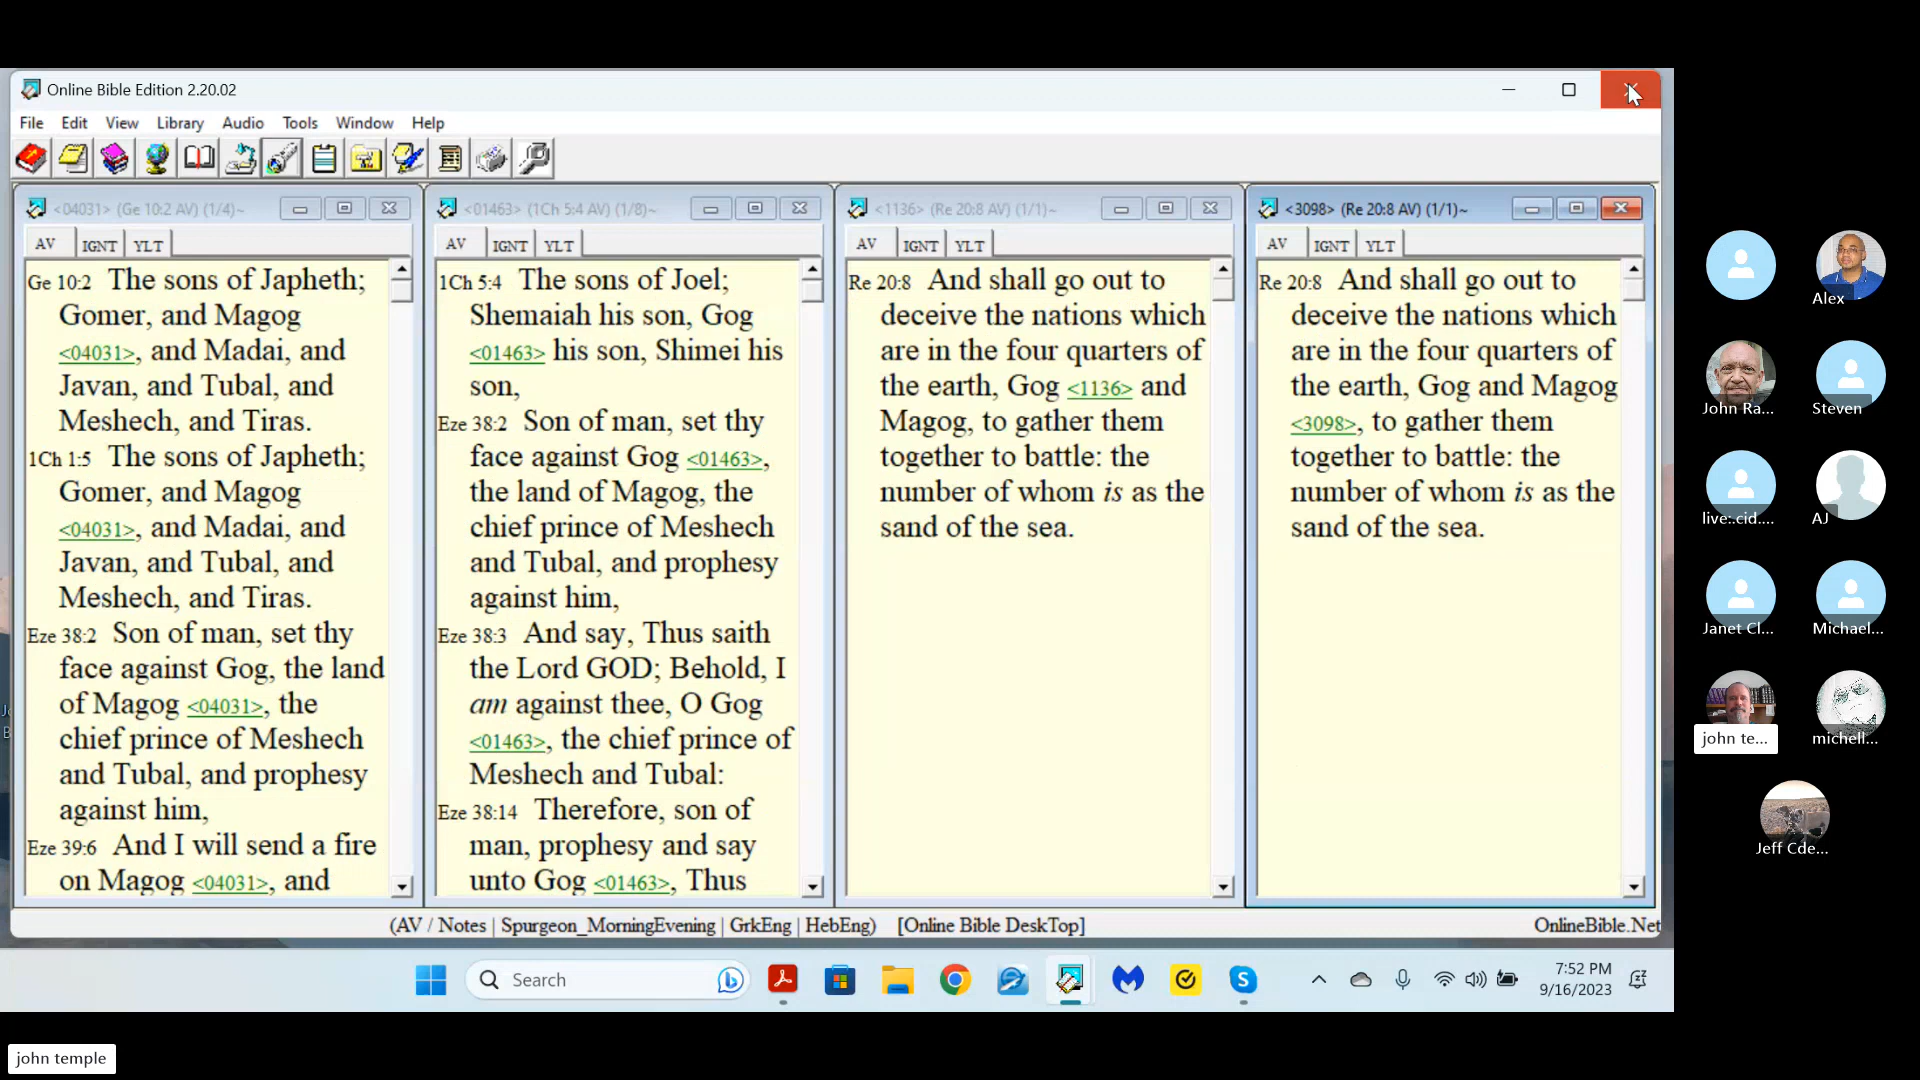 Online Bible Edition 2.20.02
File Edit View Library Audio Tools Window Help
<04031> (Ge 10:2 AV) (1/4)~
AV IGNT YLT
Ge 10:2 The sons of Japheth;
Gomer, and Magog
<04031>, and Madai, and
Javan, and Tubal, and
Meshech, and Tiras.
1Ch 1:5 The sons of Japheth;
Gomer, and Magog
<04031>, and Madai, and
Javan, and Tubal, and
Meshech, and Tiras.
Eze 38:2 Son of man, set thy
face against Gog, the land
of Magog <04031>, the
chief prince of Meshech
and Tubal, and prophesy
against him,
Eze 39:6 And I will send a fire
on Magog <04031>, and
<01463> (1Ch 5:4 AV) (1/8)~
AV IGNT YLT
1Ch 5:4 The sons of Joel;
Shemaiah his son, Gog
<01463> his son, Shimei his
son,
Eze 38:2 Son of man, set thy
face against Gog <01463>,
the land of Magog, the
chief prince of Meshech
and Tubal, and prophesy
against him,
Eze 38:3 And say, Thus saith
the Lord GOD; Behold, I
am against thee, O Gog
<01463>, the chief prince of
Meshech and Tubal:
Eze 38:14 Therefore, son of
man, prophesy and say
unto Gog <01463>, Thus
<1136> (Re 20:8 AV) (1/1)~
AV IGNT YLT
Re 20:8 And shall go out to
deceive the nations which
are in the four quarters of
the earth, Gog <1136> and
Magog, to gather them
together to battle: the
number of whom is as the
sand of the sea.
<3098> (Re 20:8 AV) (1/1)~
AV IGNT YLT
Re 20:8 And shall go out to
deceive the nations which
are in the four quarters of
the earth, Gog and Magog
<3098>, to gather them
together to battle: the
number of whom is as the
sand of the sea.
(AV / Notes | Spurgeon_MorningEvening | GrkEng | HebEng) [Online Bible DeskTop]
OnlineBible.Net
Search
7:52 PM
9/16/2023
Alex
John Ra...
Steven
live:.cid....
AJ
Janet Cl...
Michael...
john te...
michell...
Jeff Cde...
john temple